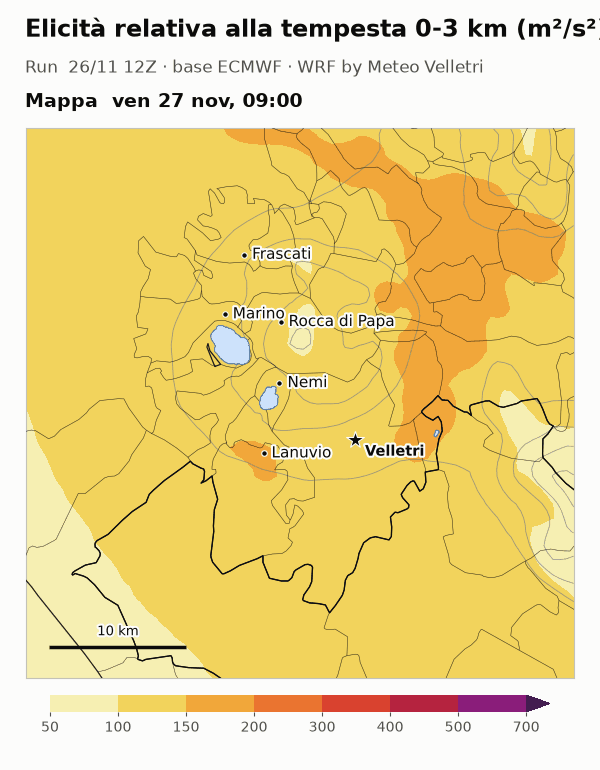 Elicità relativa alla tempesta 0-3 km (m²/s²)
Run  26/11 12Z · base ECMWF · WRF by Meteo Velletri
Mappa  ven 27 nov, 09:00
Frascati
Marino
Rocca di Papa
Nemi
Velletri
Lanuvio
10 km
50 100 150 200 300 400 500 700